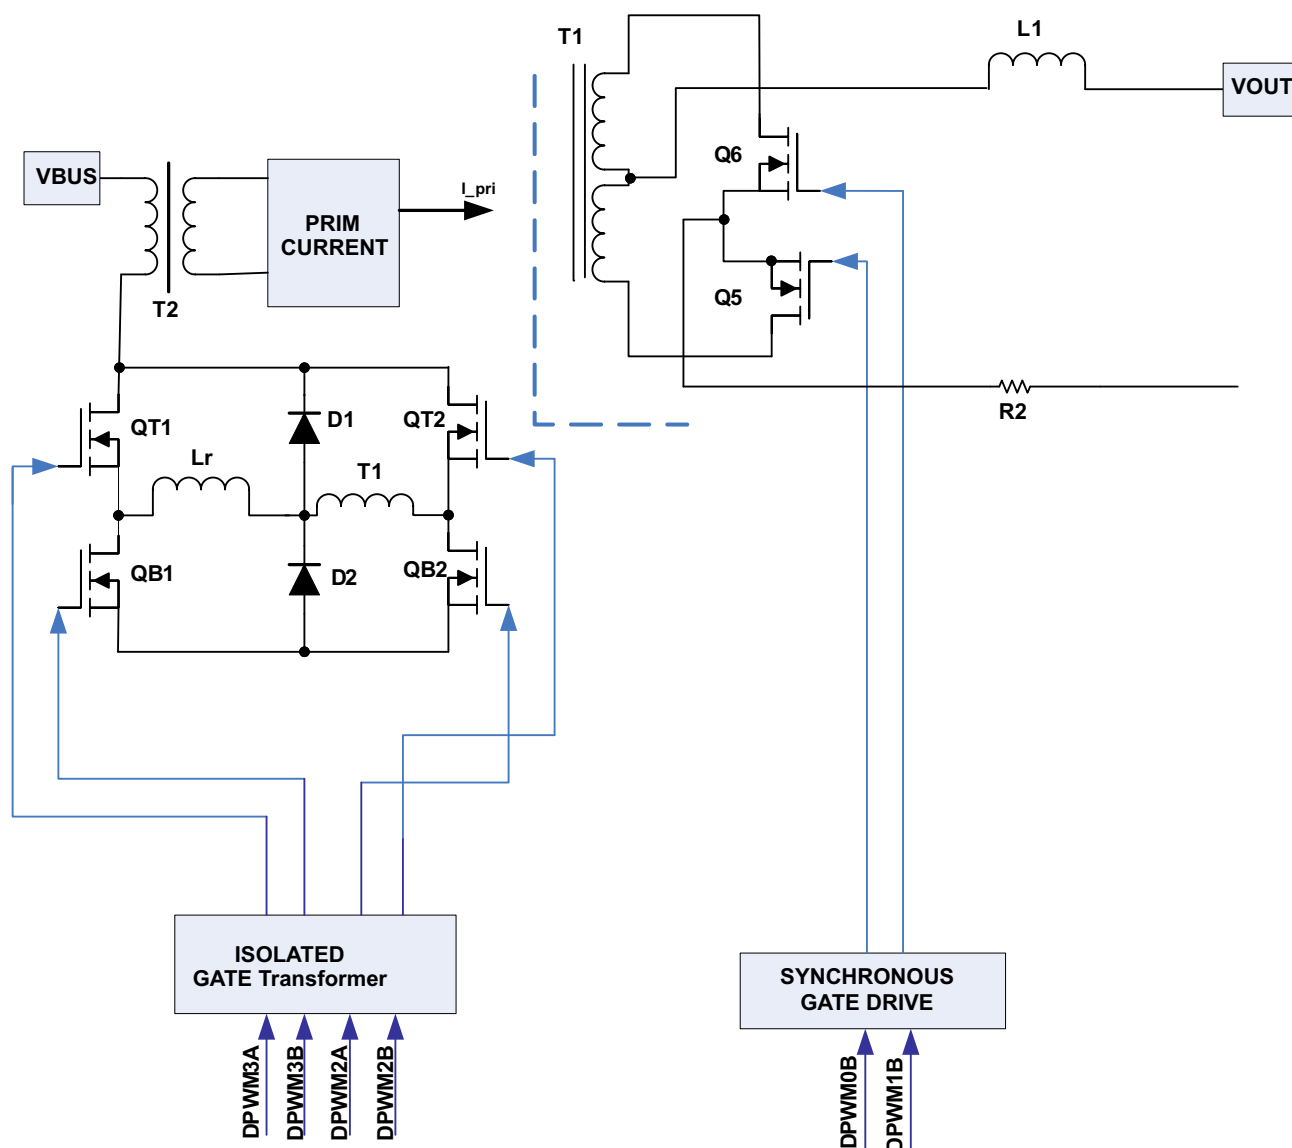 T1
L1
VOUT
Q6
VBUS
I_pri
PRIM
CURRENT
T2
Q5
R2
QT1
D1
QT2
Lr
T1
QB1
D2
QB2
ISOLATED
GATE Transformer
SYNCHRONOUS
GATE DRIVE
DPWM3A
DPWM3B
DPWM2A
DPWM2B
DPWM0B
DPWM1B